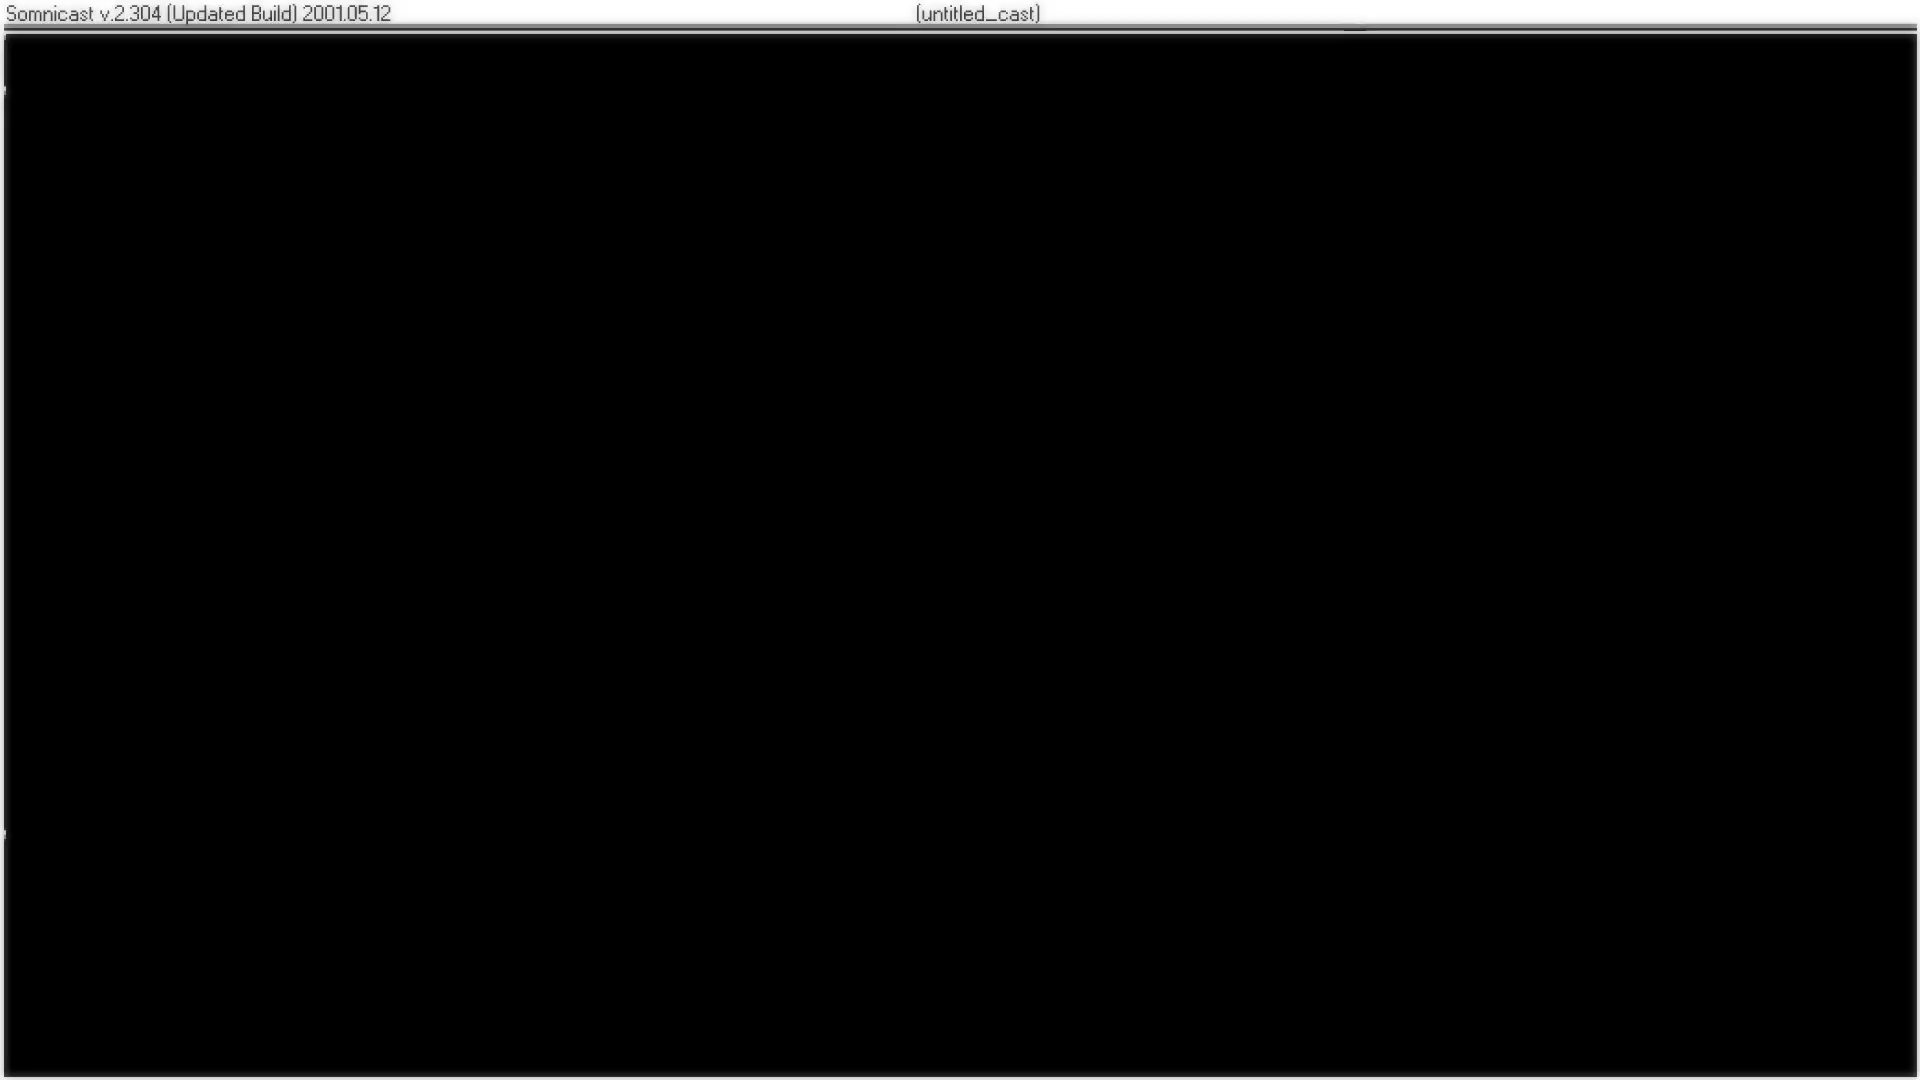 Somnicast v.2.304 (Updated Build) 2001.05.12
(untitled_cast)